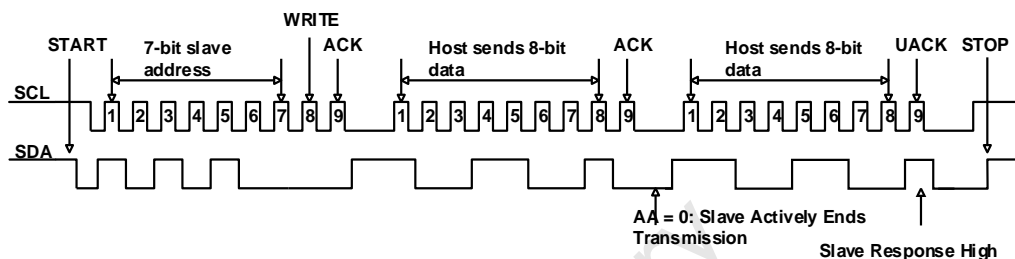 WRITE
START
7-bit slave
address
ACK
Host sends 8-bit
data
ACK
Host sends 8-bit
data
UACK
STOP
SCL
1 2 3 4 5 6 7 8 9
1 2 3 4 5 6 7 8 9
1 2 3 4 5 6 7 8 9
SDA
AA = 0: Slave Actively Ends
Transmission
Slave Response High